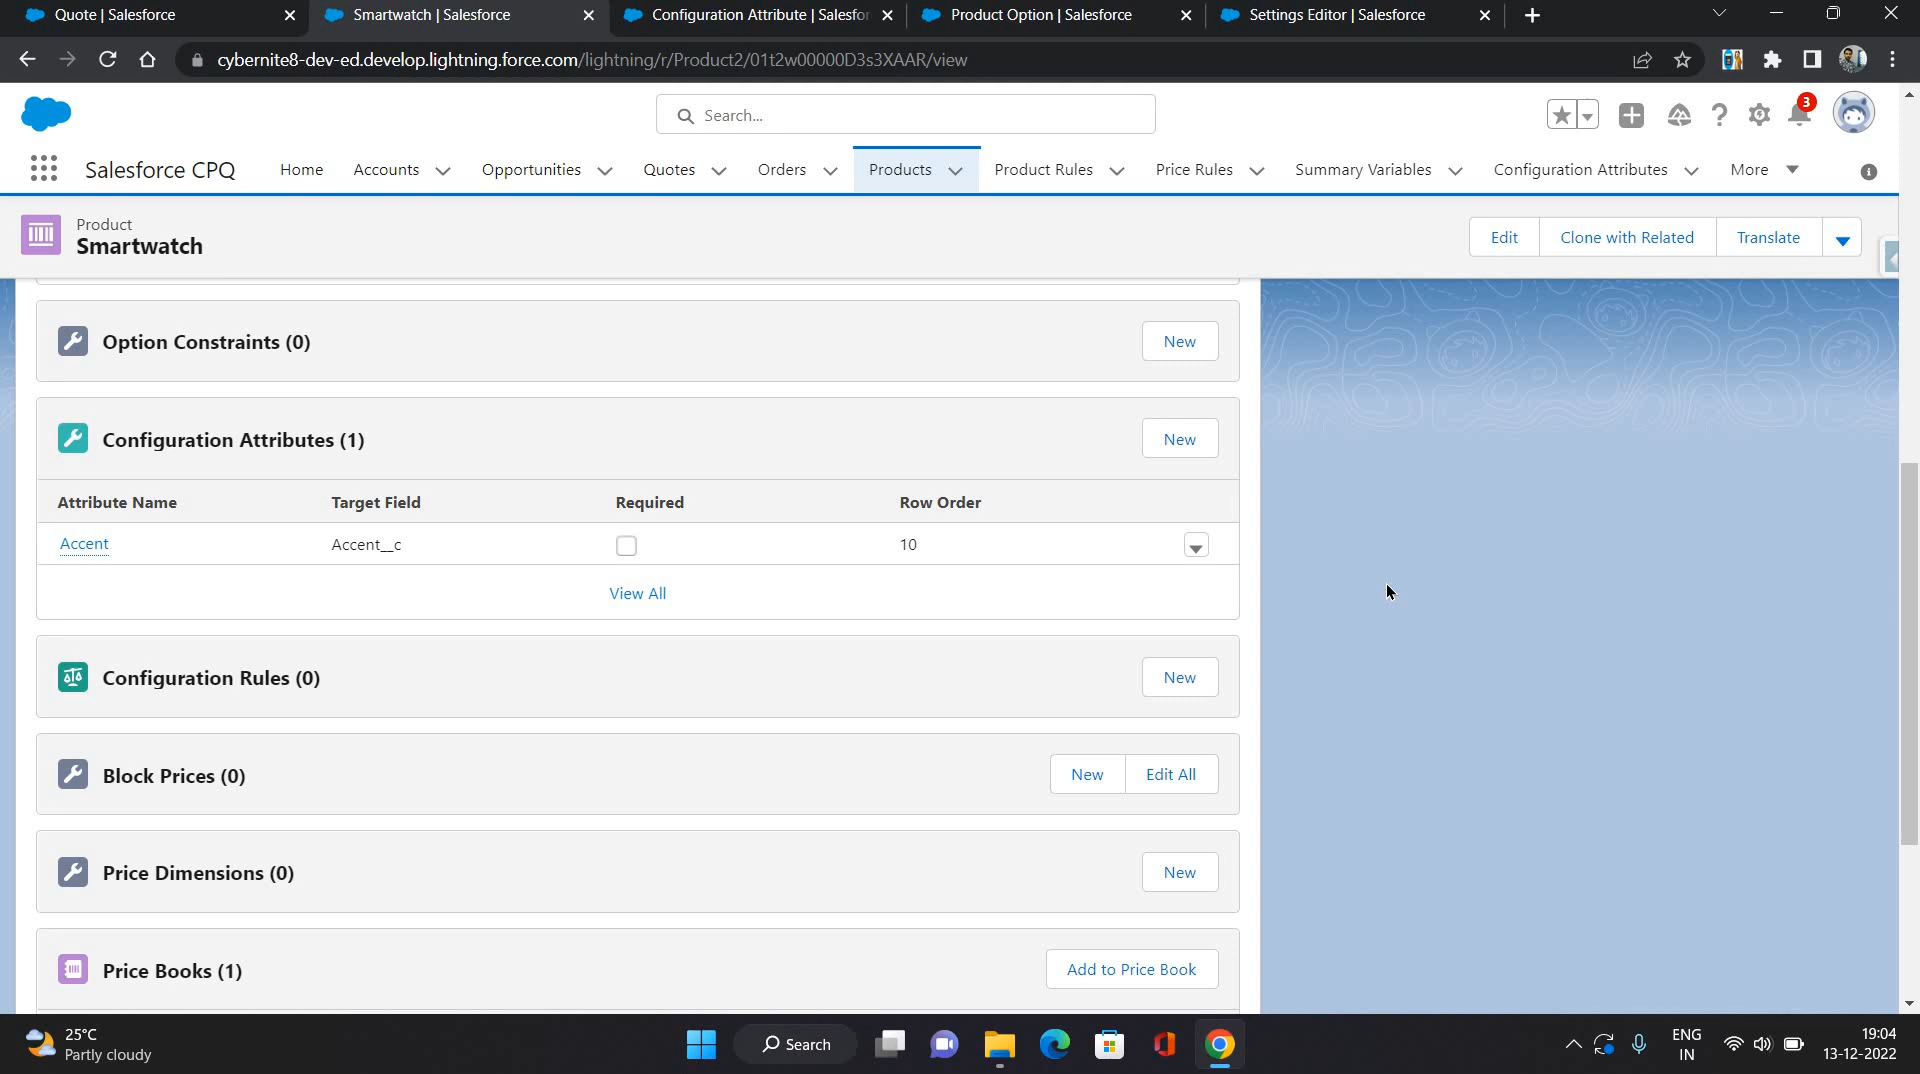 Quote | Salesforce
Smartwatch | Salesforce
Configuration Attribute | Salesfor
Product Option | Salesforce
Settings Editor | Salesforce
cybernite8-dev-ed.develop.lightning.force.com/lightning/r/Product2/01t2w00000D3s3XAAR/view
Search...
3
Salesforce CPQ
Home
Accounts
Opportunities
Quotes
Orders
Products
Product Rules
Price Rules
Summary Variables
Configuration Attributes
More
Product
Smartwatch
Edit
Clone with Related
Translate
Option Constraints (0)
New
Configuration Attributes (1)
New
Attribute Name
Target Field
Required
Row Order
Accent
Accent__c
10
View All
Configuration Rules (0)
New
Block Prices (0)
New
Edit All
Price Dimensions (0)
New
Price Books (1)
Add to Price Book
25°C
Partly cloudy
Search
ENG
IN
19:04
13-12-2022